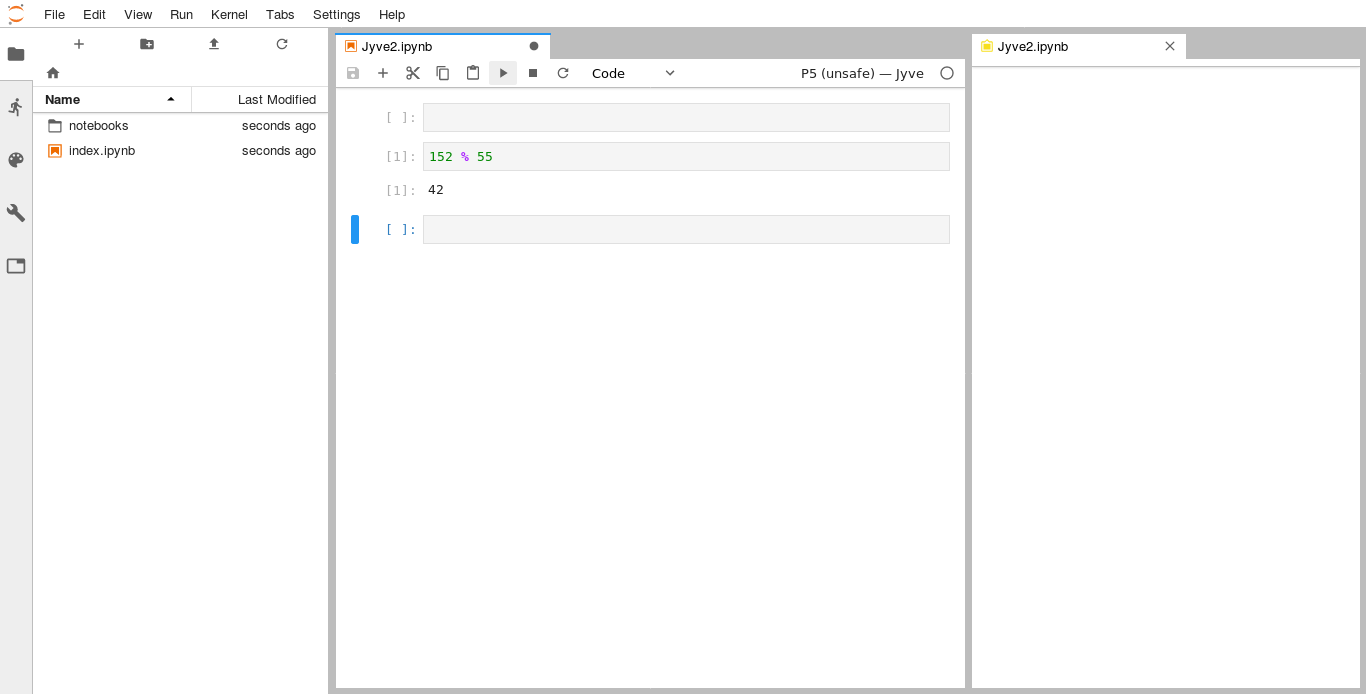 File Edit View Run Kernel Tabs Settings Help
Name Last Modified
notebooks seconds ago
index.ipynb seconds ago
Jyve2.ipynb
Code P5 (unsafe) — Jyve
[ ]:
[1]: 152 % 55
[1]: 42
[ ]:
Jyve2.ipynb